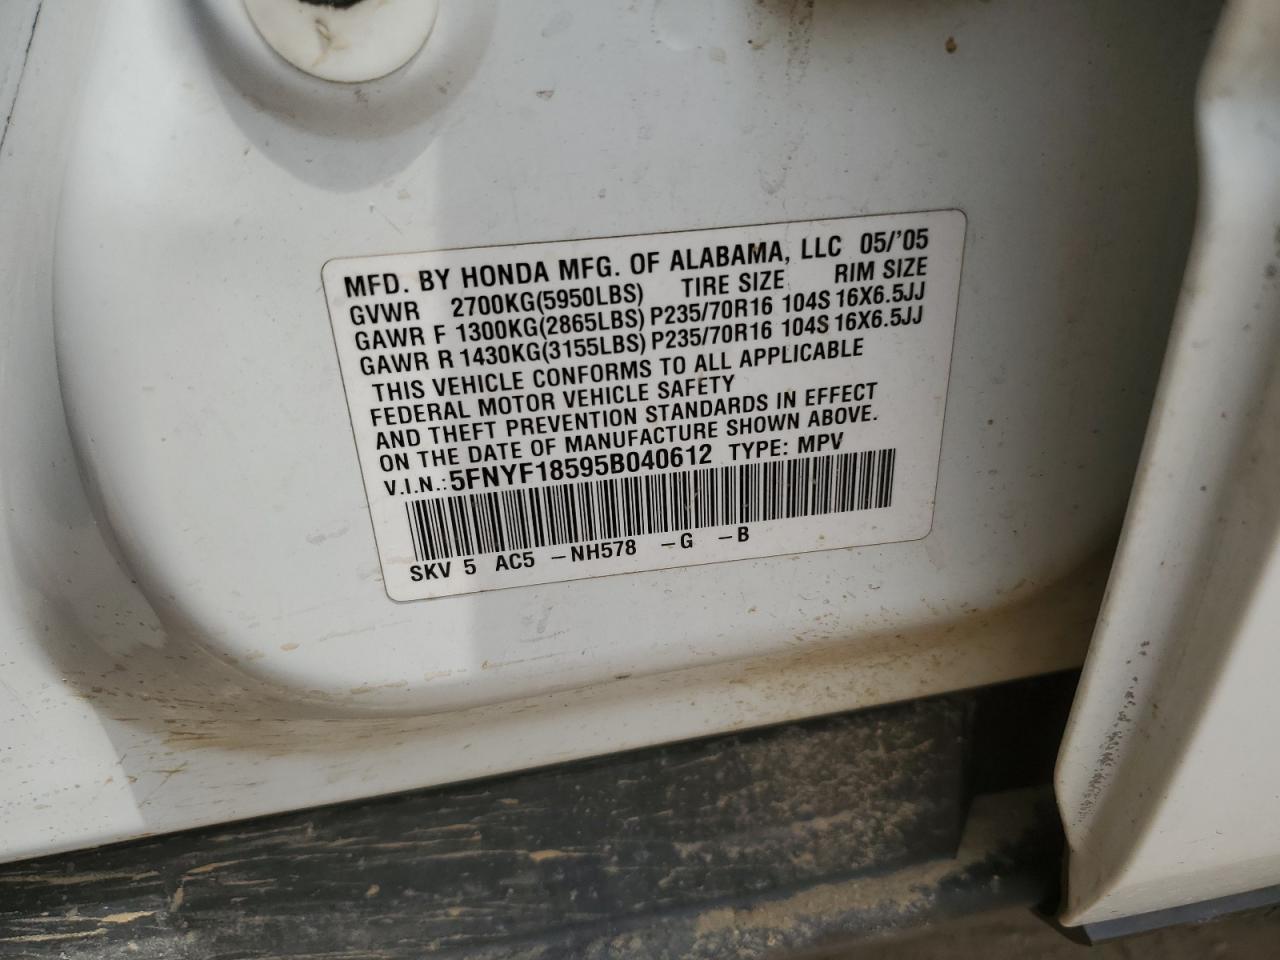 MFD. BY HONDA MFG. OF ALABAMA, LLC 05/'05
GVWR 2700KG(5950LBS) TIRE SIZE RIM SIZE
GAWR F 1300KG(2865LBS) P235/70R16 104S 16X6.5JJ
GAWR R 1430KG(3155LBS) P235/70R16 104S 16X6.5JJ
THIS VEHICLE CONFORMS TO ALL APPLICABLE
FEDERAL MOTOR VEHICLE SAFETY
AND THEFT PREVENTION STANDARDS IN EFFECT
ON THE DATE OF MANUFACTURE SHOWN ABOVE.
V.I.N.: 5FNYF18595B040612 TYPE: MPV
SKV 5 AC5 -NH578 -G -B